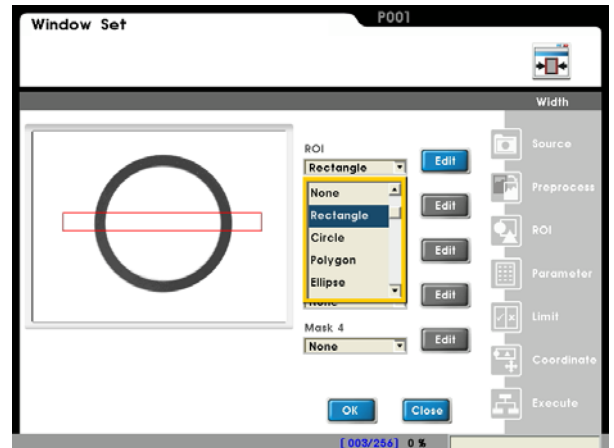 Window Set
P001
Width
ROI
Rectangle
Edit
None
Rectangle
Circle
Polygon
Ellipse
Edit
Edit
Edit
Mask 4
None
Edit
OK
Close
Source
Preprocess
ROI
Parameter
Limit
Coordinate
Execute
[ 003/256] 0 %